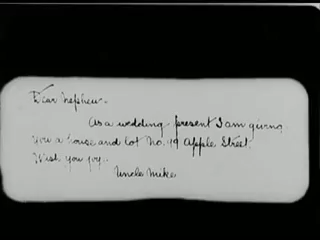 Dear Nephew-
As a wedding present I am giving
you a house and lot No. 99 Apple Street.
Wish you joy.
Uncle Mike